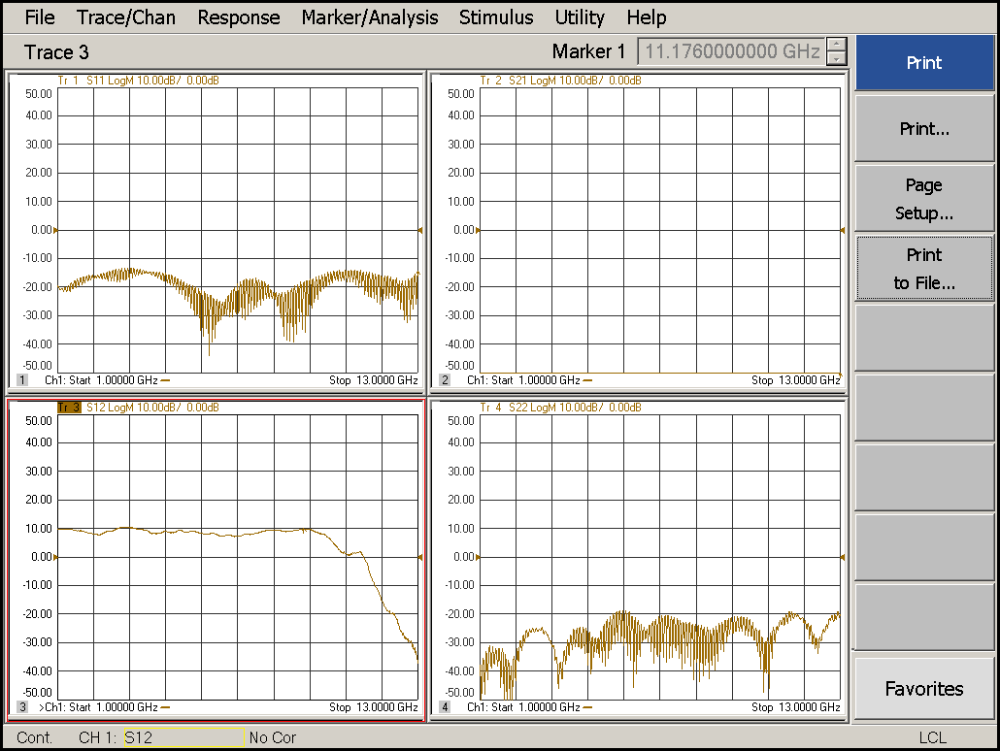 File Trace/Chan Response Marker/Analysis Stimulus Utility Help
Trace 3 Marker 1 11.1760000000 GHz
Print
Print...
Page
Setup...
Print
to File...
Favorites
Tr 1 S11 LogM 10.00dB/ 0.00dB
50.00
40.00
30.00
20.00
10.00
0.00
-10.00
-20.00
-30.00
-40.00
-50.00
1 Ch1: Start 1.00000 GHz Stop 13.0000 GHz
Tr 2 S21 LogM 10.00dB/ 0.00dB
50.00
40.00
30.00
20.00
10.00
0.00
-10.00
-20.00
-30.00
-40.00
-50.00
2 Ch1: Start 1.00000 GHz Stop 13.0000 GHz
Tr 3 S12 LogM 10.00dB/ 0.00dB
50.00
40.00
30.00
20.00
10.00
0.00
-10.00
-20.00
-30.00
-40.00
-50.00
3 >Ch1: Start 1.00000 GHz Stop 13.0000 GHz
Tr 4 S22 LogM 10.00dB/ 0.00dB
50.00
40.00
30.00
20.00
10.00
0.00
-10.00
-20.00
-30.00
-40.00
-50.00
4 Ch1: Start 1.00000 GHz Stop 13.0000 GHz
Cont. CH 1: S12 No Cor LCL